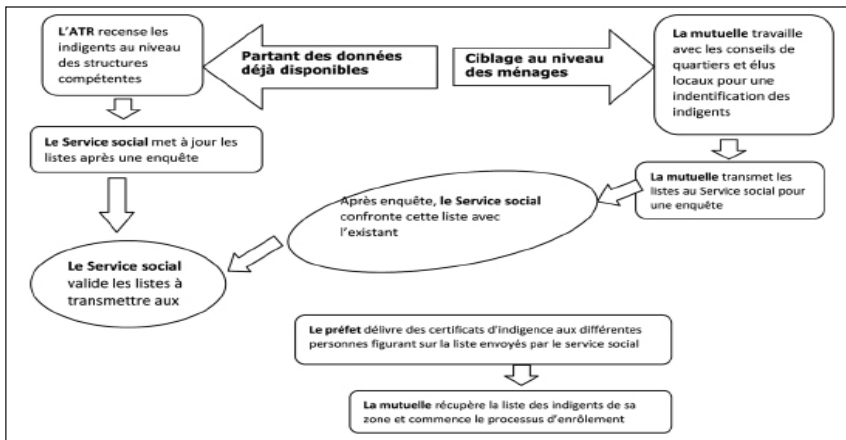 L'ATR recense les
indigents au niveau
des structures
compétentes
Partant des données
déjà disponibles
Ciblage au niveau
des ménages
La mutuelle travaille
avec les conseils de
quartiers et élus
locaux pour une
indentification des
indigents
Le Service social met à jour les
listes après une enquête
La mutuelle transmet les
listes au Service social pour
une enquête
Après enquête, le Service social
confronte cette liste avec
l'existant
Le Service social
valide les listes à
transmettre aux
Le préfet délivre des certificats d'indigence aux différentes
personnes figurant sur la liste envoyés par le service social
La mutuelle récupère la liste des indigents de sa
zone et commence le processus d'enrôlement